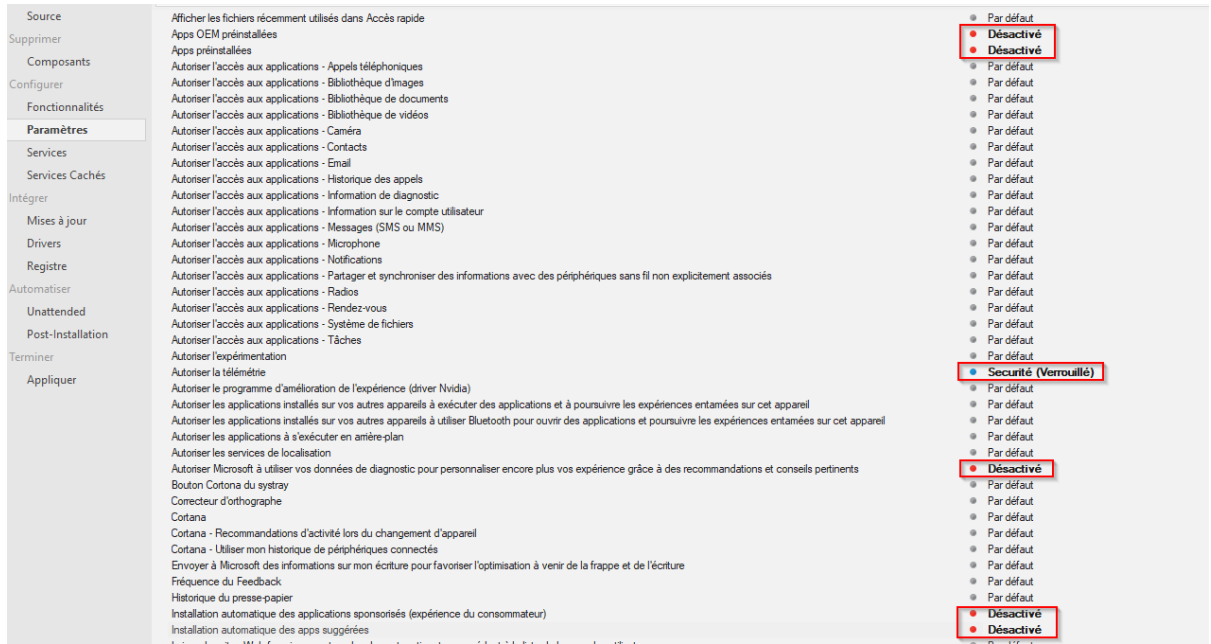 Source
Supprimer
Composants
Configurer
Fonctionnalités
Paramètres
Services
Services Cachés
Intégrer
Mises à jour
Drivers
Registre
Automatiser
Unattended
Post-Installation
Terminer
Appliquer
Afficher les fichiers récemment utilisés dans Accès rapide Par défaut
Apps OEM préinstallées Désactivé
Apps préinstallées Désactivé
Autoriser l'accès aux applications - Appels téléphoniques Par défaut
Autoriser l'accès aux applications - Bibliothèque d'images Par défaut
Autoriser l'accès aux applications - Bibliothèque de documents Par défaut
Autoriser l'accès aux applications - Bibliothèque de vidéos Par défaut
Autoriser l'accès aux applications - Caméra Par défaut
Autoriser l'accès aux applications - Contacts Par défaut
Autoriser l'accès aux applications - Email Par défaut
Autoriser l'accès aux applications - Historique des appels Par défaut
Autoriser l'accès aux applications - Information de diagnostic Par défaut
Autoriser l'accès aux applications - Information sur le compte utilisateur Par défaut
Autoriser l'accès aux applications - Messages (SMS ou MMS) Par défaut
Autoriser l'accès aux applications - Microphone Par défaut
Autoriser l'accès aux applications - Notifications Par défaut
Autoriser l'accès aux applications - Partager et synchroniser des informations avec des périphériques sans fil non explicitement associés Par défaut
Autoriser l'accès aux applications - Radios Par défaut
Autoriser l'accès aux applications - Rendez-vous Par défaut
Autoriser l'accès aux applications - Système de fichiers Par défaut
Autoriser l'accès aux applications - Tâches Par défaut
Autoriser l'expérimentation Par défaut
Autoriser la télémétrie Securité (Verrouillé)
Autoriser le programme d'amélioration de l'expérience (driver Nvidia) Par défaut
Autoriser les applications installés sur vos autres appareils à exécuter des applications et à poursuivre les expériences entamées sur cet appareil Par défaut
Autoriser les applications installés sur vos autres appareils à utiliser Bluetooth pour ouvrir des applications et poursuivre les expériences entamées sur cet appareil Par défaut
Autoriser les applications à s'exécuter en arrière-plan Par défaut
Autoriser les services de localisation Par défaut
Autoriser Microsoft à utiliser vos données de diagnostic pour personnaliser encore plus vos expérience grâce à des recommandations et conseils pertinents Désactivé
Bouton Cortona du systray Par défaut
Correcteur d'orthographe Par défaut
Cortana Par défaut
Cortana - Recommandations d'activité lors du changement d'appareil Par défaut
Cortana - Utiliser mon historique de périphériques connectés Par défaut
Envoyer à Microsoft des informations sur mon écriture pour favoriser l'optimisation à venir de la frappe et de l'écriture Par défaut
Fréquence du Feedback Par défaut
Historique du presse-papier Par défaut
Installation automatique des applications sponsorisés (expérience du consommateur) Désactivé
Installation automatique des apps suggérées Désactivé